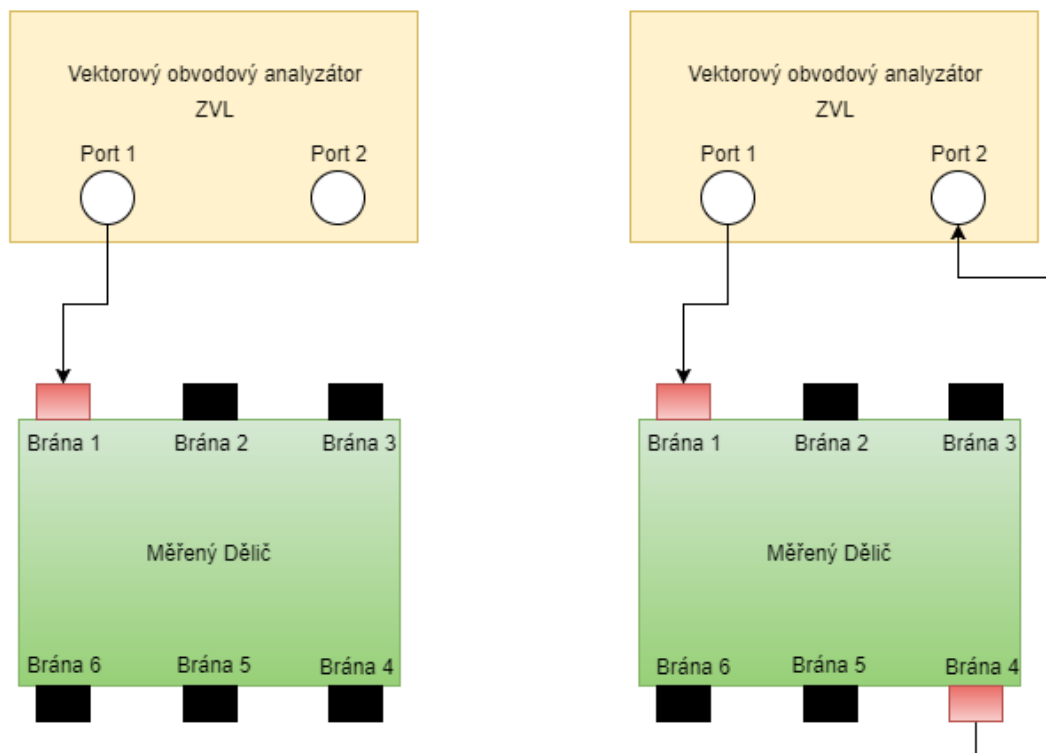 Vektorový obvodový analyzátor
ZVL
Port 1
Port 2
Brána 1
Brána 2
Brána 3
Měřený Dělič
Brána 6
Brána 5
Brána 4
Vektorový obvodový analyzátor
ZVL
Port 1
Port 2
Brána 1
Brána 2
Brána 3
Měřený Dělič
Brána 6
Brána 5
Brána 4